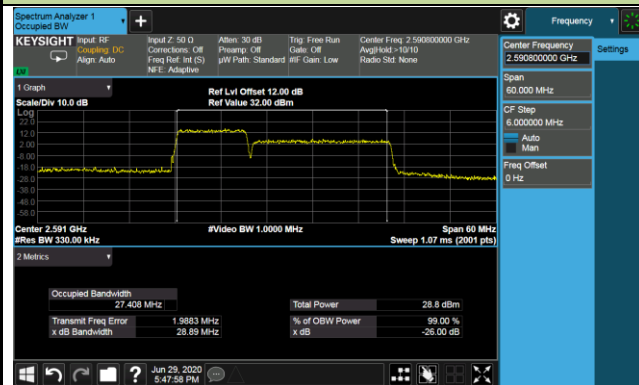 Spectrum Analyzer 1
Occupied BW
+
Frequency
KEYSIGHT
Input: RF
Coupling: DC
Align: Auto
Input Z: 50 Ω
Corrections: Off
Freq Ref: Int (S)
NFE: Adaptive
Atten: 30 dB
Preamp: Off
µW Path: Standard
Trig: Free Run
Gate: Off
#IF Gain: Low
Center Freq: 2.590800000 GHz
Avg|Hold:>10/10
Radio Std: None
Center Frequency
2.590800000 GHz
Settings
Span
60.000 MHz
CF Step
6.000000 MHz
Auto
Man
Freq Offset
0 Hz
1 Graph
Scale/Div 10.0 dB
Ref Lvl Offset 12.00 dB
Ref Value 32.00 dBm
Log
22.0
12.0
2.00
-8.00
-18.0
-28.0
-38.0
-48.0
-58.0
Center 2.591 GHz
#Video BW 1.0000 MHz
Span 60 MHz
#Res BW 330.00 kHz
Sweep 1.07 ms (2001 pts)
2 Metrics
Occupied Bandwidth
27.408 MHz
Total Power 28.8 dBm
Transmit Freq Error 1.9883 MHz
% of OBW Power 99.00 %
x dB Bandwidth 28.89 MHz
x dB -26.00 dB
?
Jun 29, 2020
5:47:58 PM